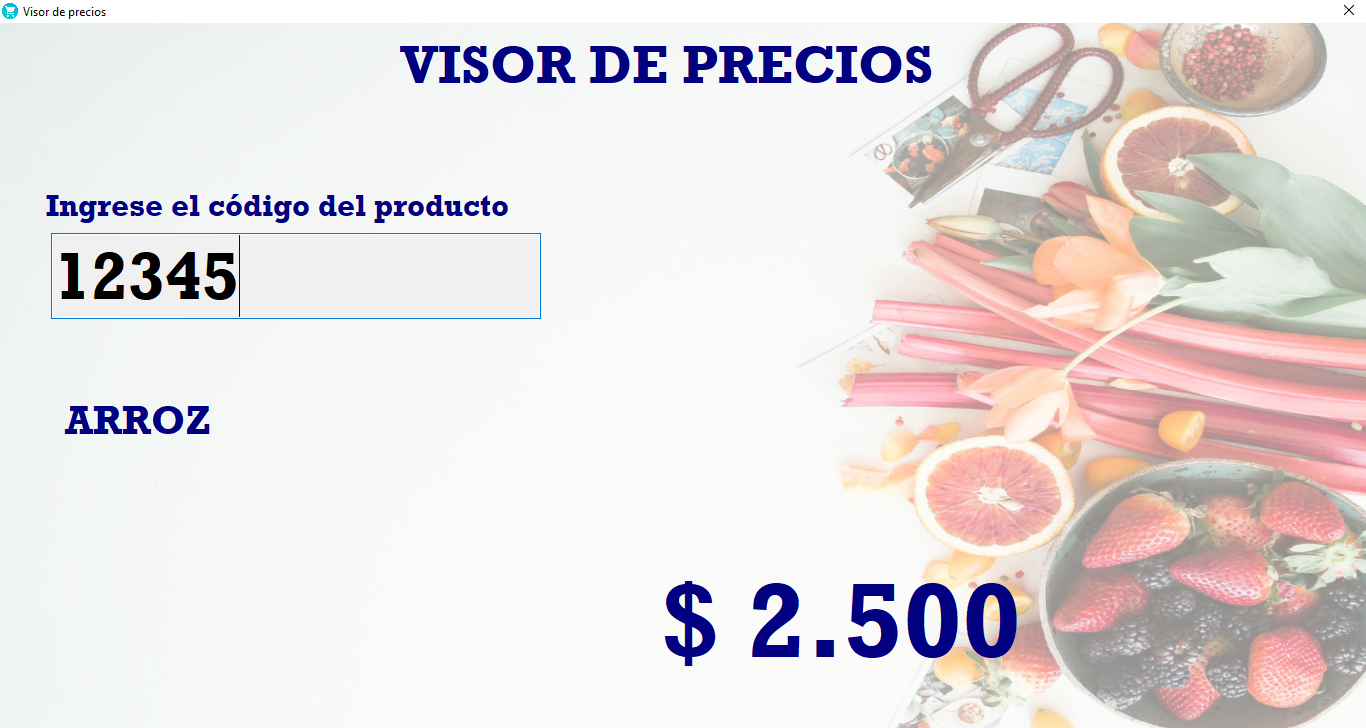 Visor de precios
VISOR DE PRECIOS
Ingrese el código del producto
12345
ARROZ
$ 2.500